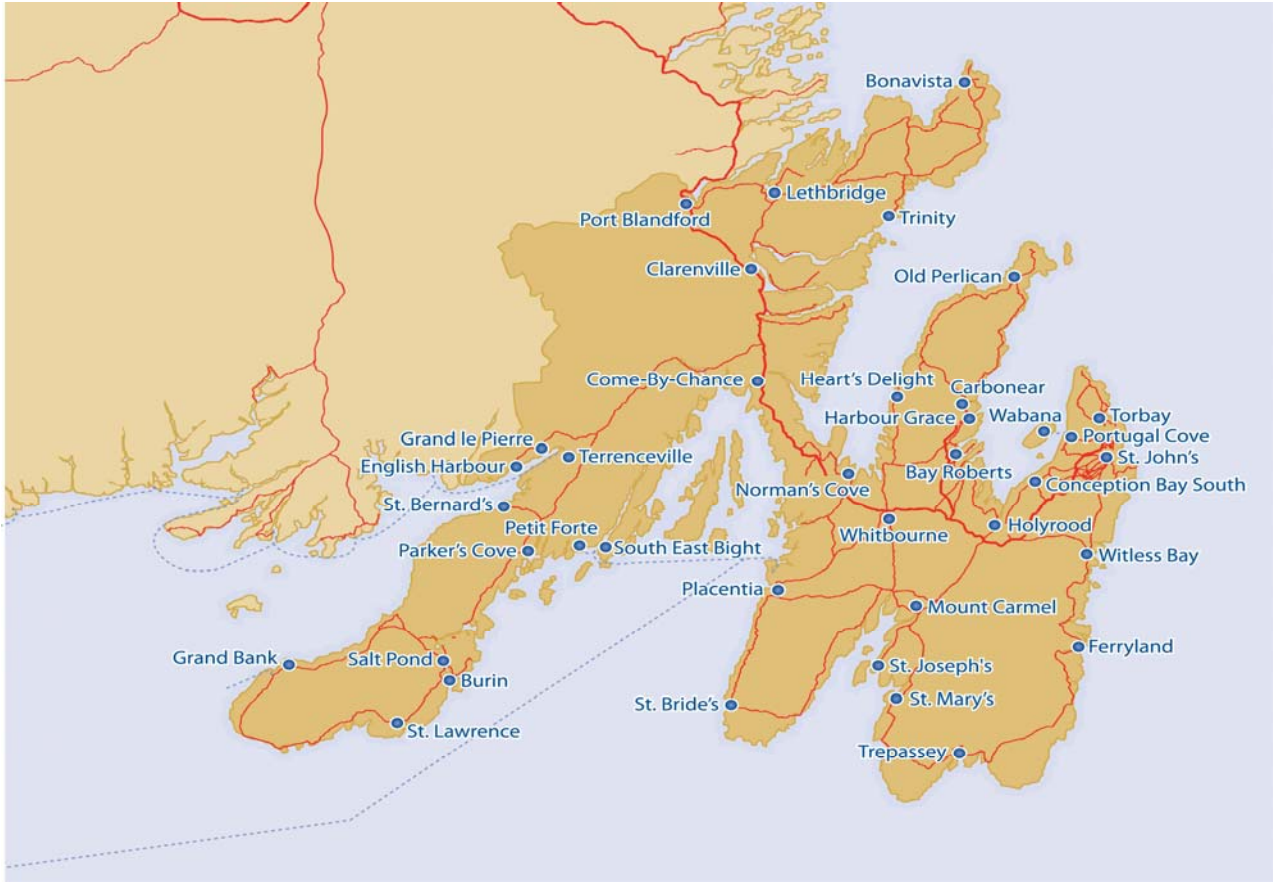 Bonavista
Lethbridge
Port Blandford
Trinity
Clarenville
Old Perlican
Come-By-Chance
Heart's Delight
Carbonear
Harbour Grace
Wabana
Torbay
Portugal Cove
Grand le Pierre
English Harbour
Terrenceville
St. John's
Bay Roberts
Norman's Cove
Conception Bay South
St. Bernard's
Petit Forte
Whitbourne
Holyrood
Parker's Cove
South East Bight
Witless Bay
Placentia
Mount Carmel
Ferryland
Grand Bank
Salt Pond
St. Joseph's
Burin
St. Bride's
St. Mary's
St. Lawrence
Trepassey